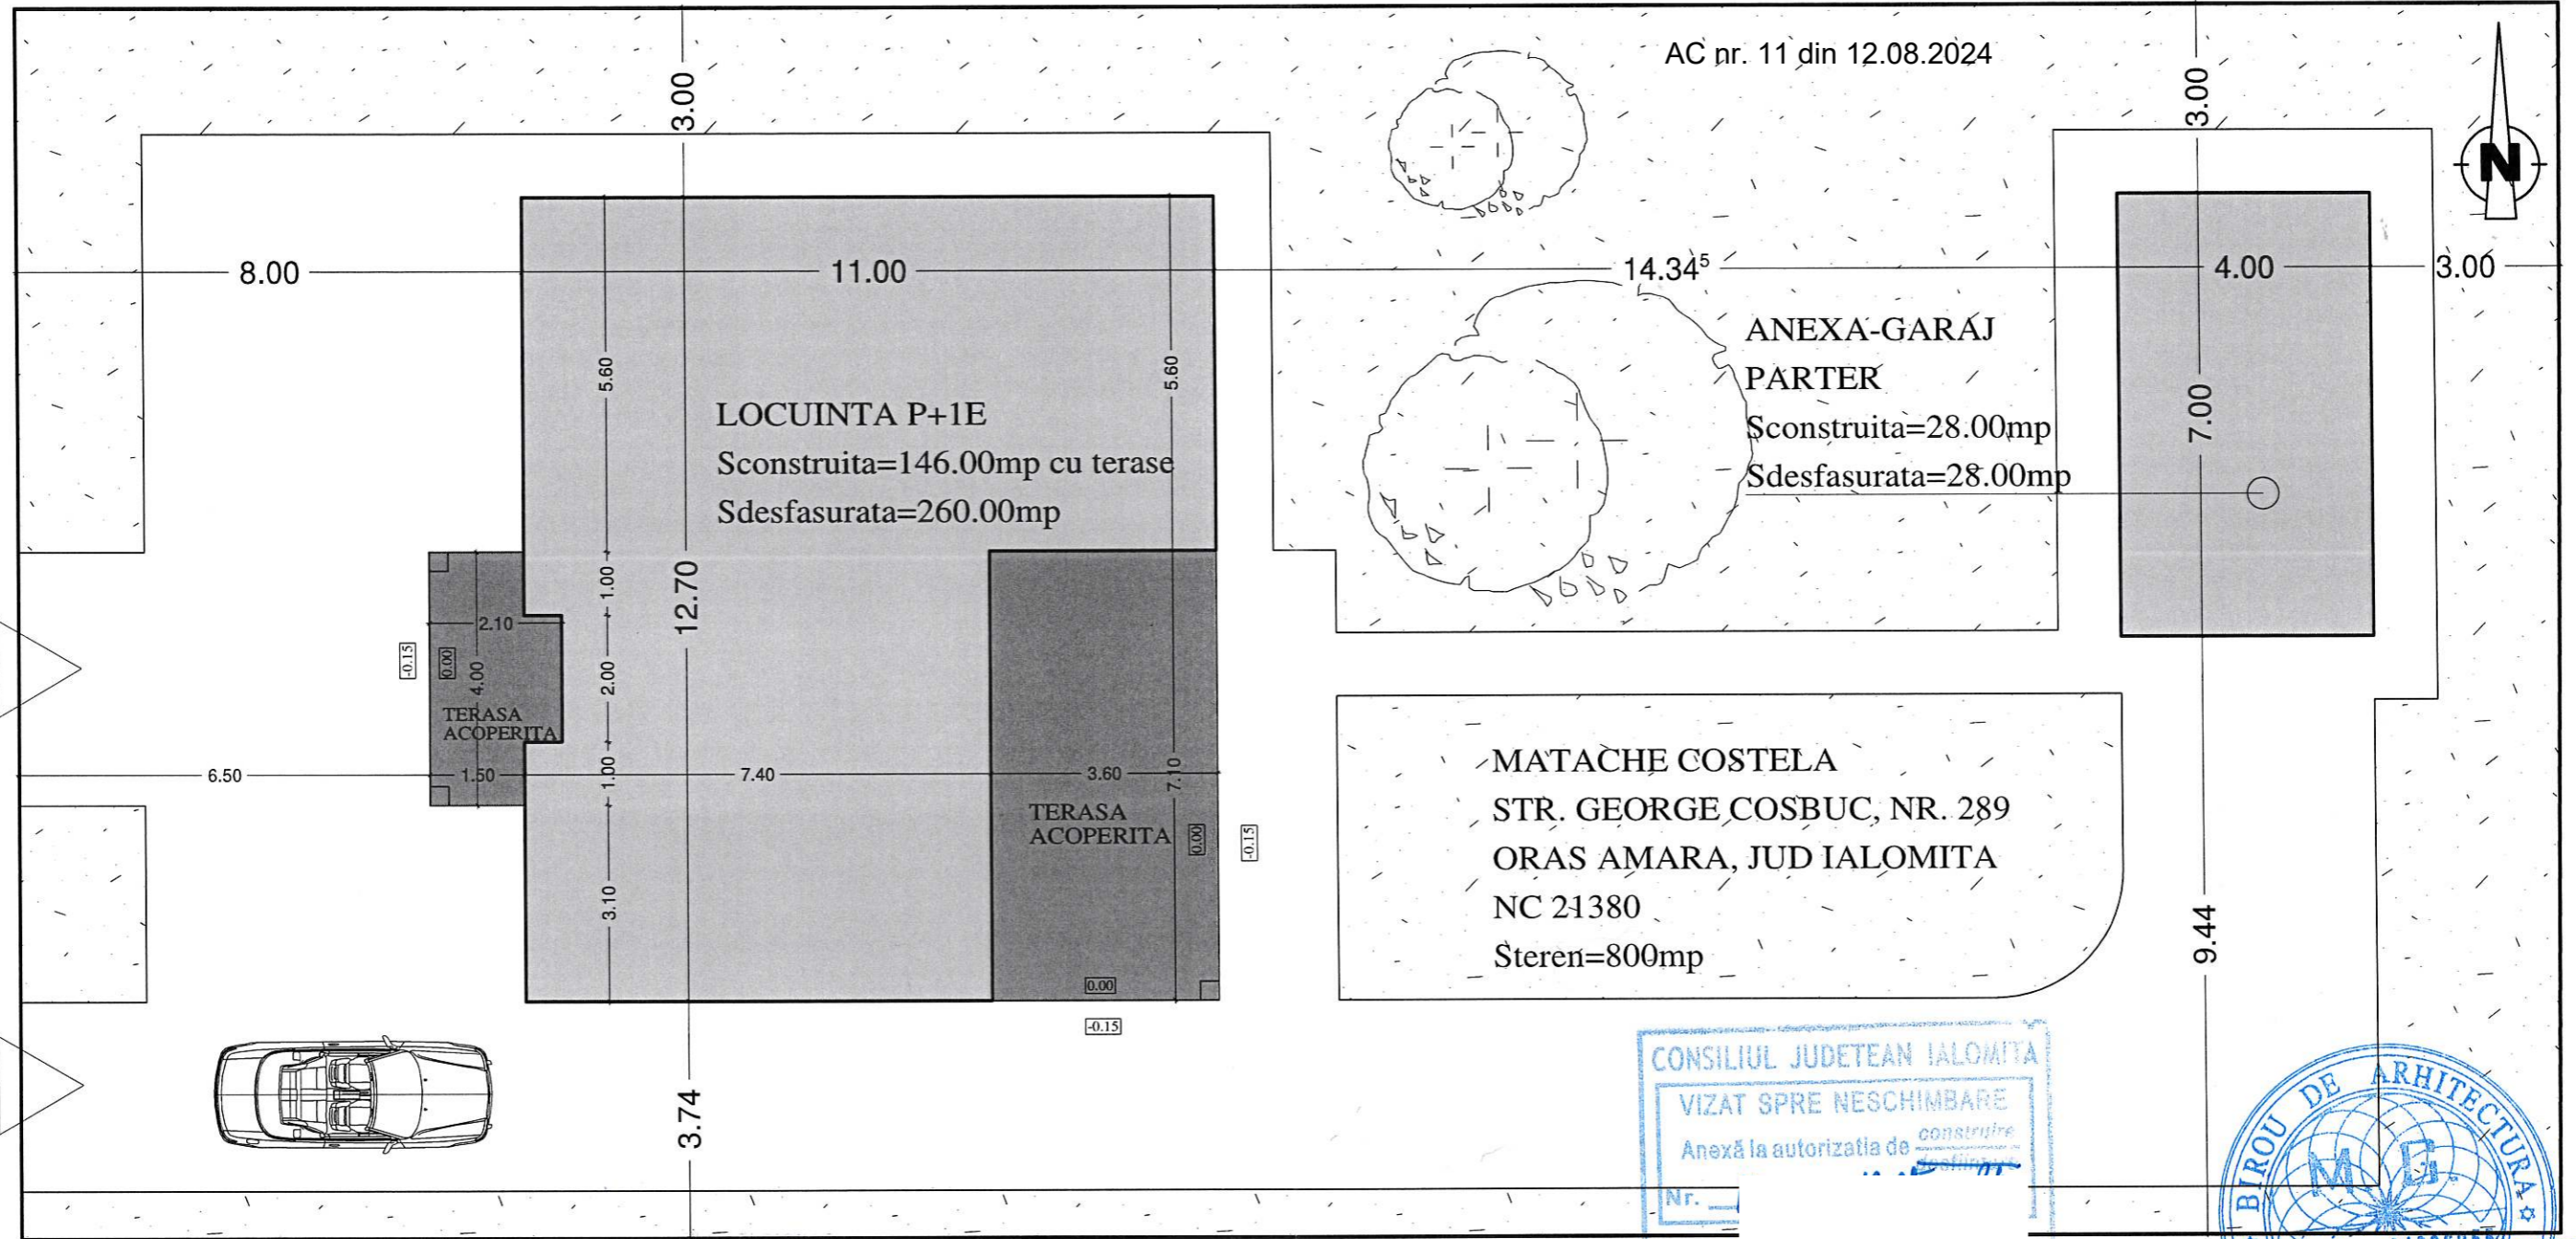 AC nr. 11 din 12.08.2024
3.00
3.00
N
8.00
11.00
14.34⁵
4.00
3.00
5.60
5.60
LOCUINTA P+1E
Sconstruita=146.00mp cu terase
Sdesfasurata=260.00mp
ANEXA-GARAJ
PARTER
Sconstruita=28.00mp
Sdesfasurata=28.00mp
7.00
12.70
1.00
2.10
2.00
4.00
-0.15
0.00
TERASA
ACOPERITA
1.00
6.50
1.50
7.40
3.60
7.10
TERASA
ACOPERITA
0.00
-0.15
3.10
0.00
-0.15
MATACHE COSTELA
STR. GEORGE COSBUC, NR. 289
ORAS AMARA, JUD IALOMITA
NC 21380
Steren=800mp
9.44
3.74
CONSILIUL JUDETEAN IALOMITA
VIZAT SPRE NESCHIMBARE
Anexă la autorizatia de construire
desfiintare
Nr.
BIROU DE ARHITECTURA
M. G.